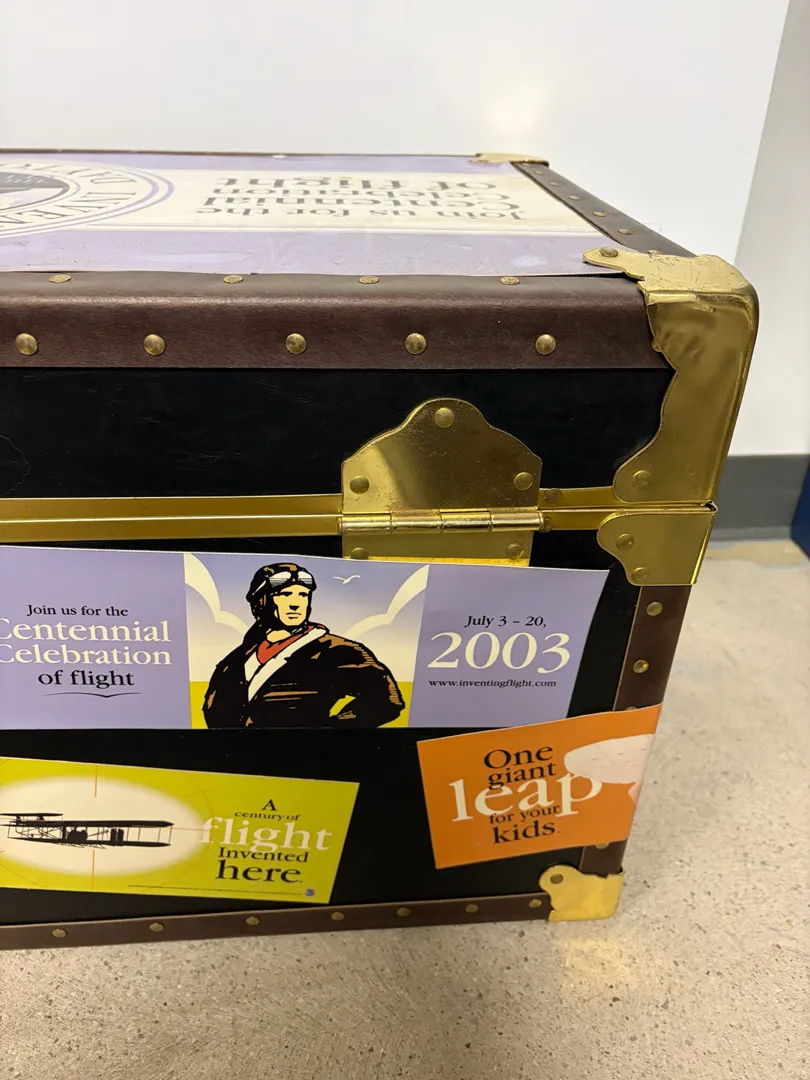 Join us for the
Centennial
Celebration
of flight
INVEN
Join us for the
Centennial
Celebration
of flight
July 3 – 20,
2003
www.inventingflight.com
A
century of
flight
Invented
here.
One
giant
leap
for your
kids.